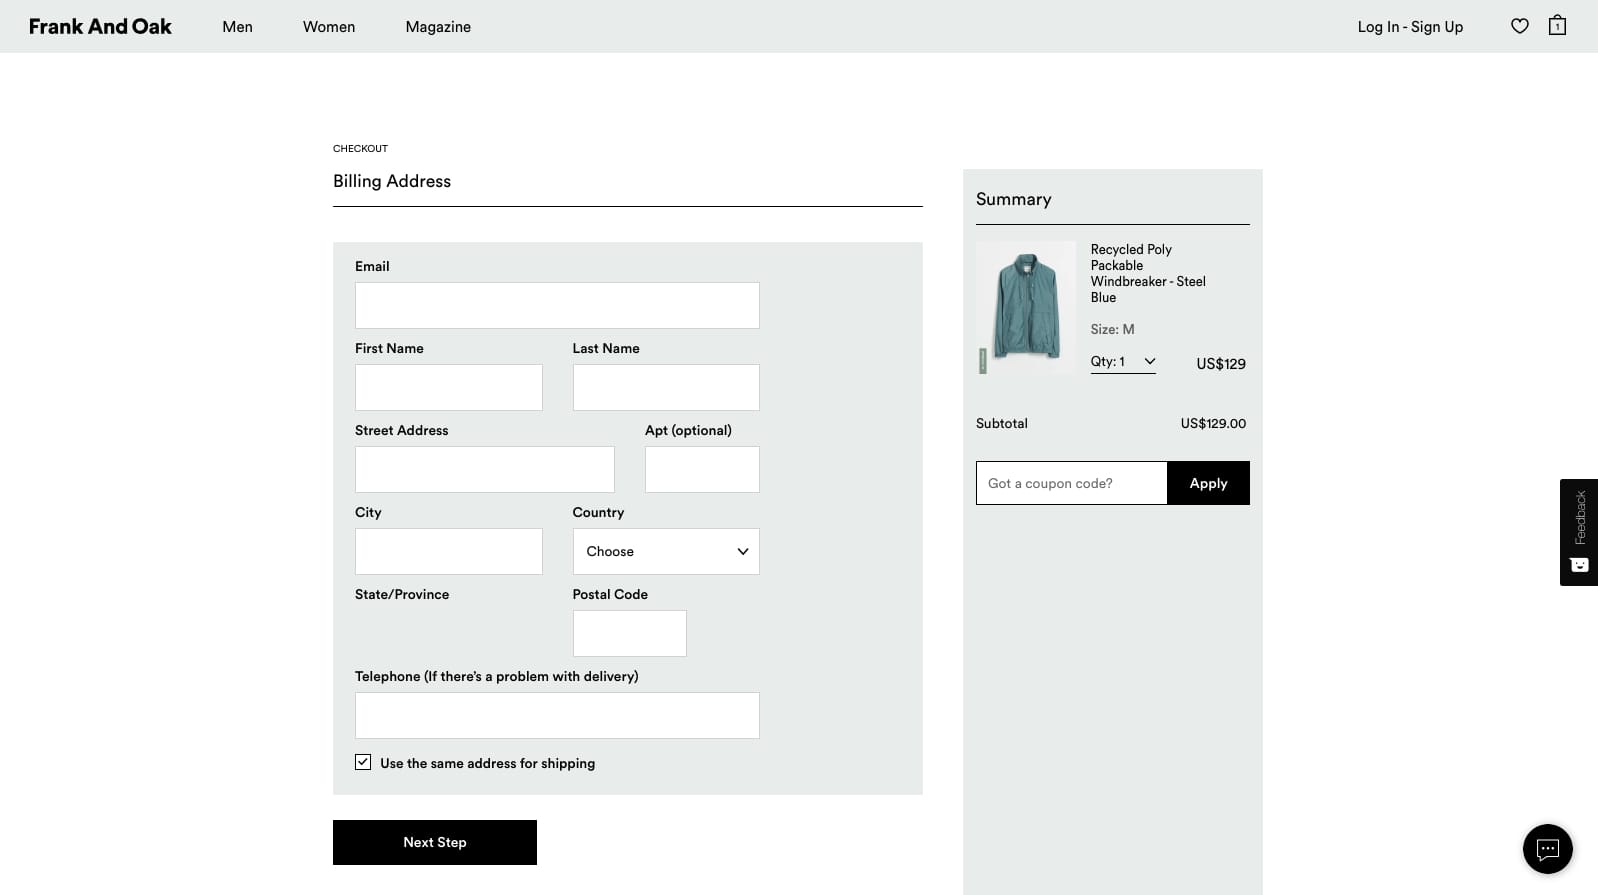 Frank And Oak
Men
Women
Magazine
Log In - Sign Up
1
CHECKOUT
Billing Address
Email
First Name
Last Name
Street Address
Apt (optional)
City
Country
Choose
State/Province
Postal Code
Telephone (If there's a problem with delivery)
Use the same address for shipping
Next Step
Summary
Recycled Poly
Packable
Windbreaker - Steel
Blue
Size: M
Qty: 1
US$129
Subtotal
US$129.00
Got a coupon code?
Apply
Feedback